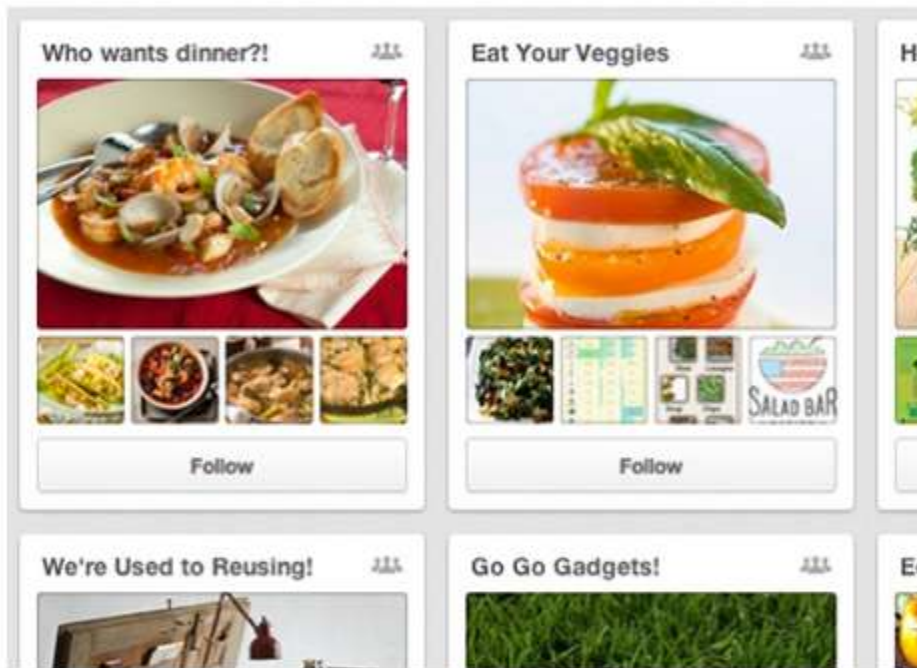 Who wants dinner?!
Eat Your Veggies
H
SALAD BAR
Follow
Follow
We're Used to Reusing!
Go Go Gadgets!
E